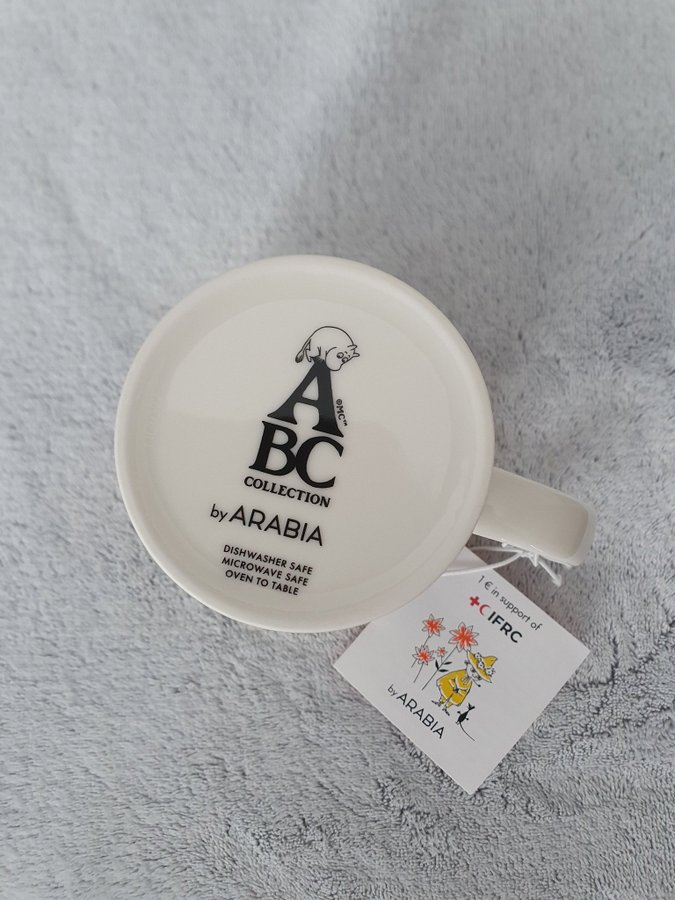 A
©MC™
BC
COLLECTION
by ARABIA
DISHWASHER SAFE
MICROWAVE SAFE
OVEN TO TABLE
1 € in support of
IFRC
by ARABIA